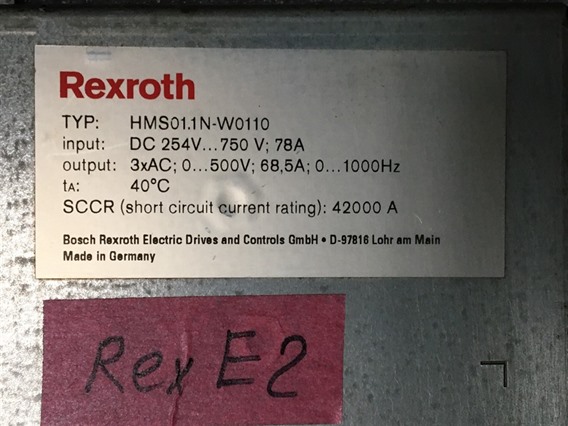 Rexroth
TYP: HMS01.1N-W0110
input: DC 254V...750 V; 78A
output: 3xAC; 0...500V; 68,5A; 0...1000Hz
tA: 40°C
SCCR (short circuit current rating): 42000 A
Bosch Rexroth Electric Drives and Controls GmbH • D-97816 Lohr am Main
Made in Germany
Rex E2